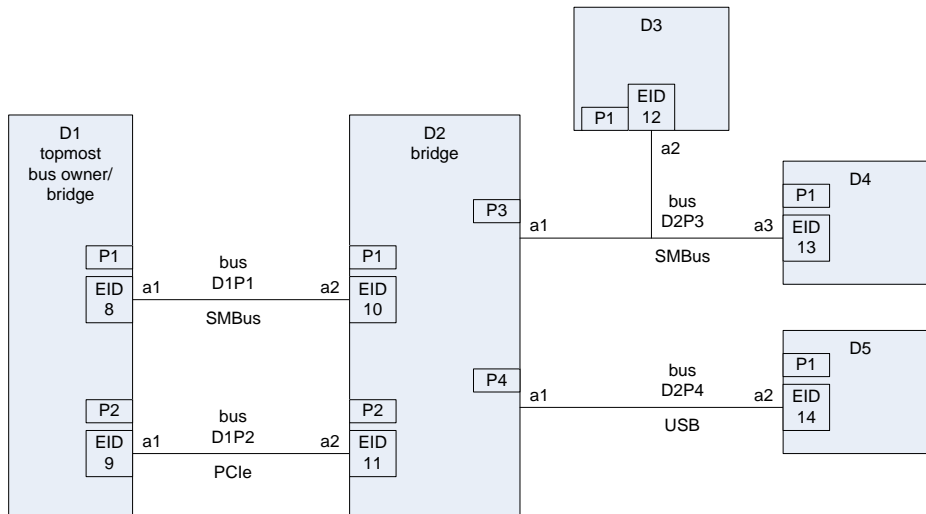 D3
EID
12
P1
a2
D1
topmost
bus owner/
bridge
P1
EID
8
a1
bus
D1P1
SMBus
a2
P2
EID
9
a1
bus
D1P2
PCIe
a2
D2
bridge
P1
EID
10
P2
EID
11
P3
a1
bus
D2P3
SMBus
a3
P4
a1
bus
D2P4
USB
a2
D4
P1
EID
13
D5
P1
EID
14